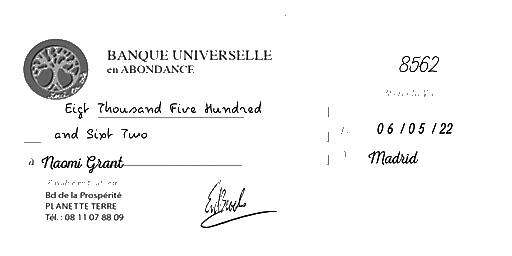 BANQUE UNIVERSELLE
en ABONDANCE
8562
Eigt Thousand Five Hundred
and Sixt Two
06/05/22
à Naomi Grant
Madrid
Bd de la Prospérité
PLANETTE TERRE
Tél. : 08 11 07 88 09